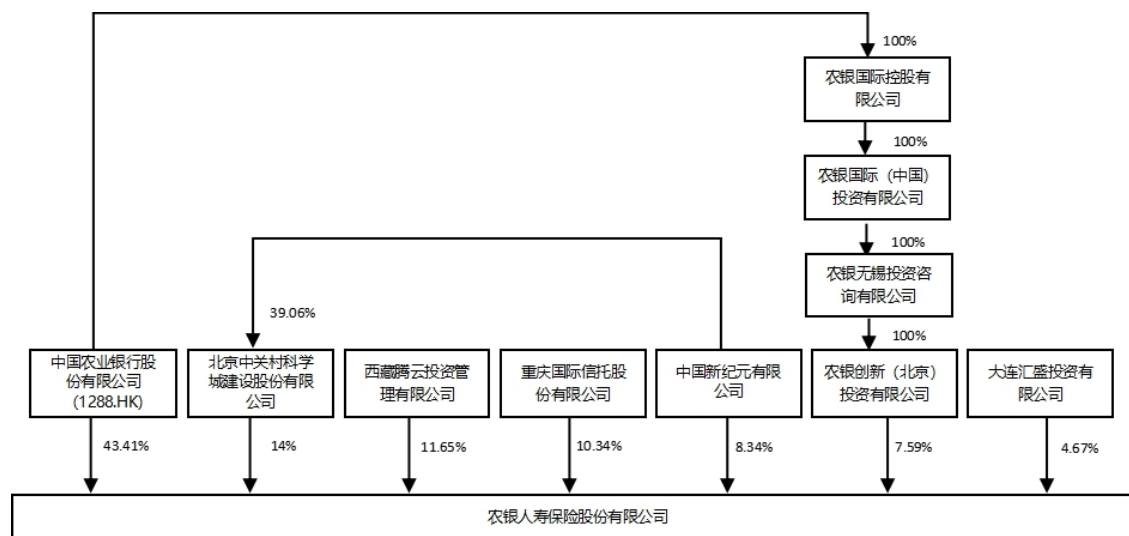 100%
农银国际控股有
限公司
100%
农银国际（中国）
投资有限公司
100%
农银无锡投资咨
询有限公司
39.06%
100%
中国农业银行股
份有限公司
(1288.HK)
北京中关村科学
城建设股份有限
公司
西藏腾云投资管
理有限公司
重庆国际信托股
份有限公司
中国新纪元有限
公司
农银创新（北京）
投资有限公司
大连汇盛投资有
限公司
43.41%
14%
11.65%
10.34%
8.34%
7.59%
4.67%
农银人寿保险股份有限公司